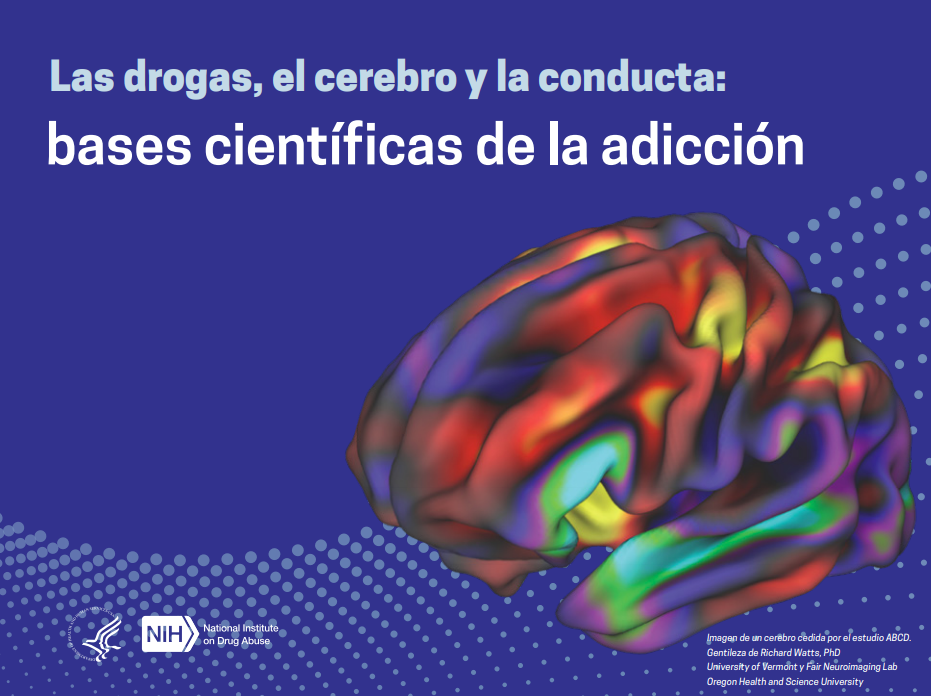 Las drogas, el cerebro y la conducta:
bases científicas de la adicción
NIH
National Institute
on Drug Abuse
Imagen de un cerebro cedida por el estudio ABCD.
Gentileza de Richard Watts, PhD
University of Vermont y Fair Neuroimaging Lab
Oregon Health and Science University